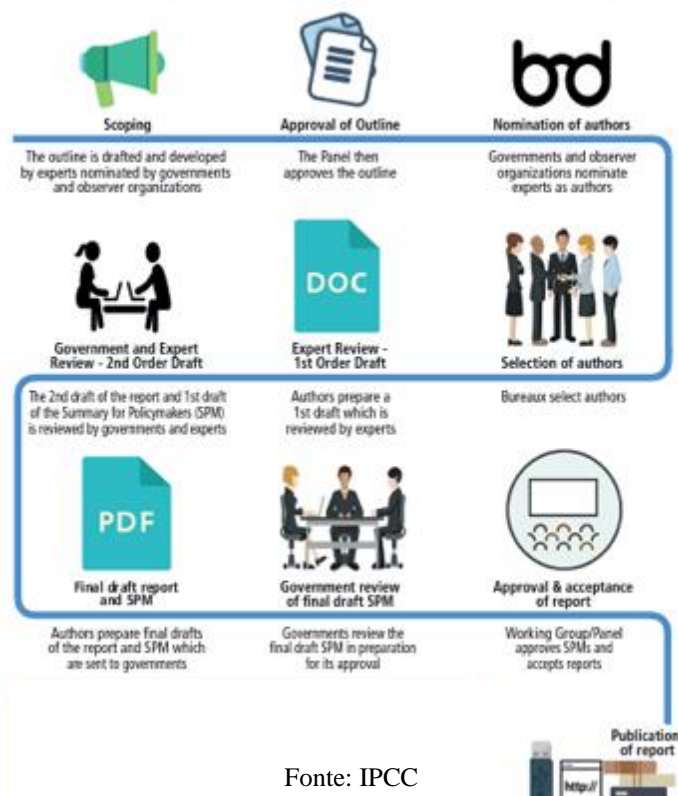 Scoping
The outline is drafted and developed
by experts nominated by governments
and observer organizations
Approval of Outline
The Panel then
approves the outline
Nomination of authors
Governments and observer
organizations nominate
experts as authors
Government and Expert
Review - 2nd Order Draft
The 2nd draft of the report and 1st draft
of the Summary for Policymakers (SPM)
is reviewed by governments and experts
DOC
Expert Review -
1st Order Draft
Authors prepare a
1st draft which is
reviewed by experts
Selection of authors
Bureaux select authors
PDF
Final draft report
and SPM
Authors prepare final drafts
of the report and SPM which
are sent to governments
Government review
of final draft SPM
Governments review the
final draft SPM in preparation
for its approval
Approval & acceptance
of report
Working Group/Panel
approves SPMs and
accepts reports
Publication
of report
http://
Fonte: IPCC